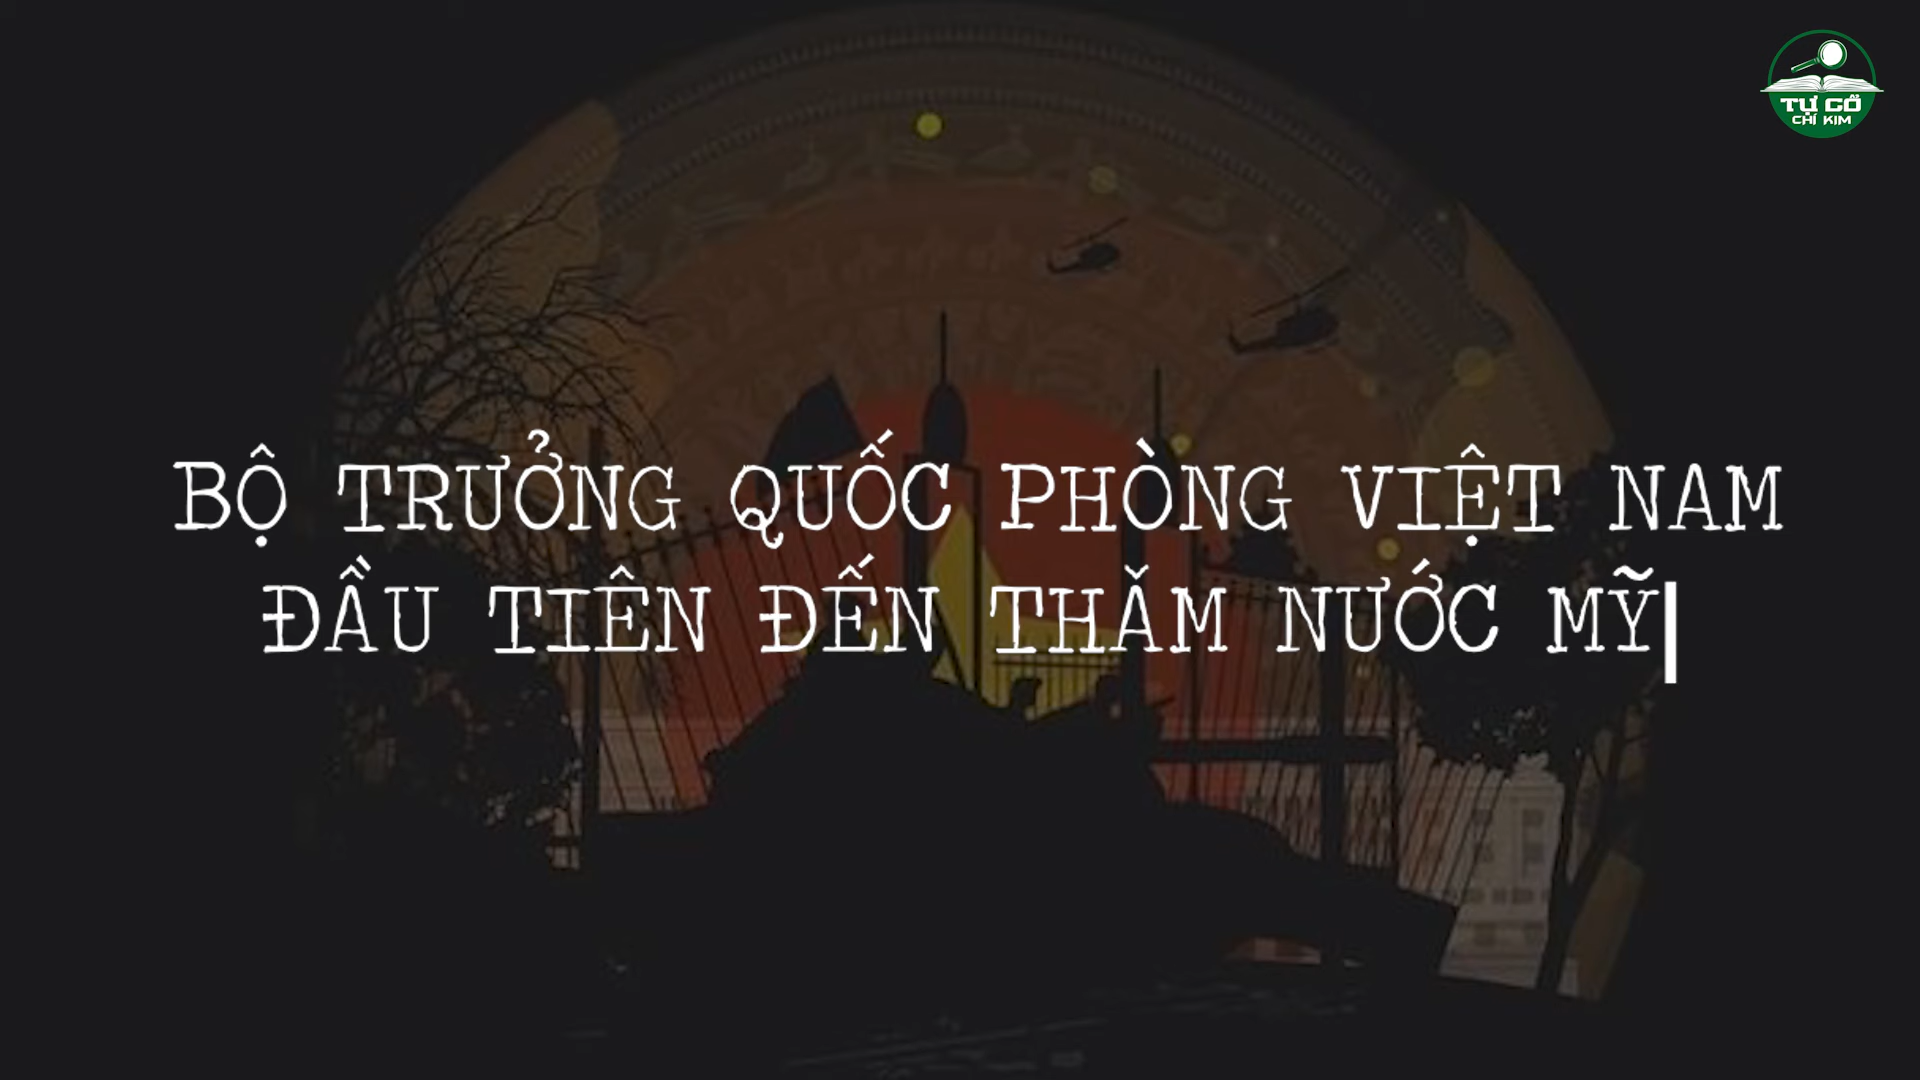 TỰ CỔ
CHÍ KIM
BỘ TRƯỞNG QUỐC PHÒNG VIỆT NAM
ĐẦU TIÊN ĐẾN THĂM NƯỚC MỸ